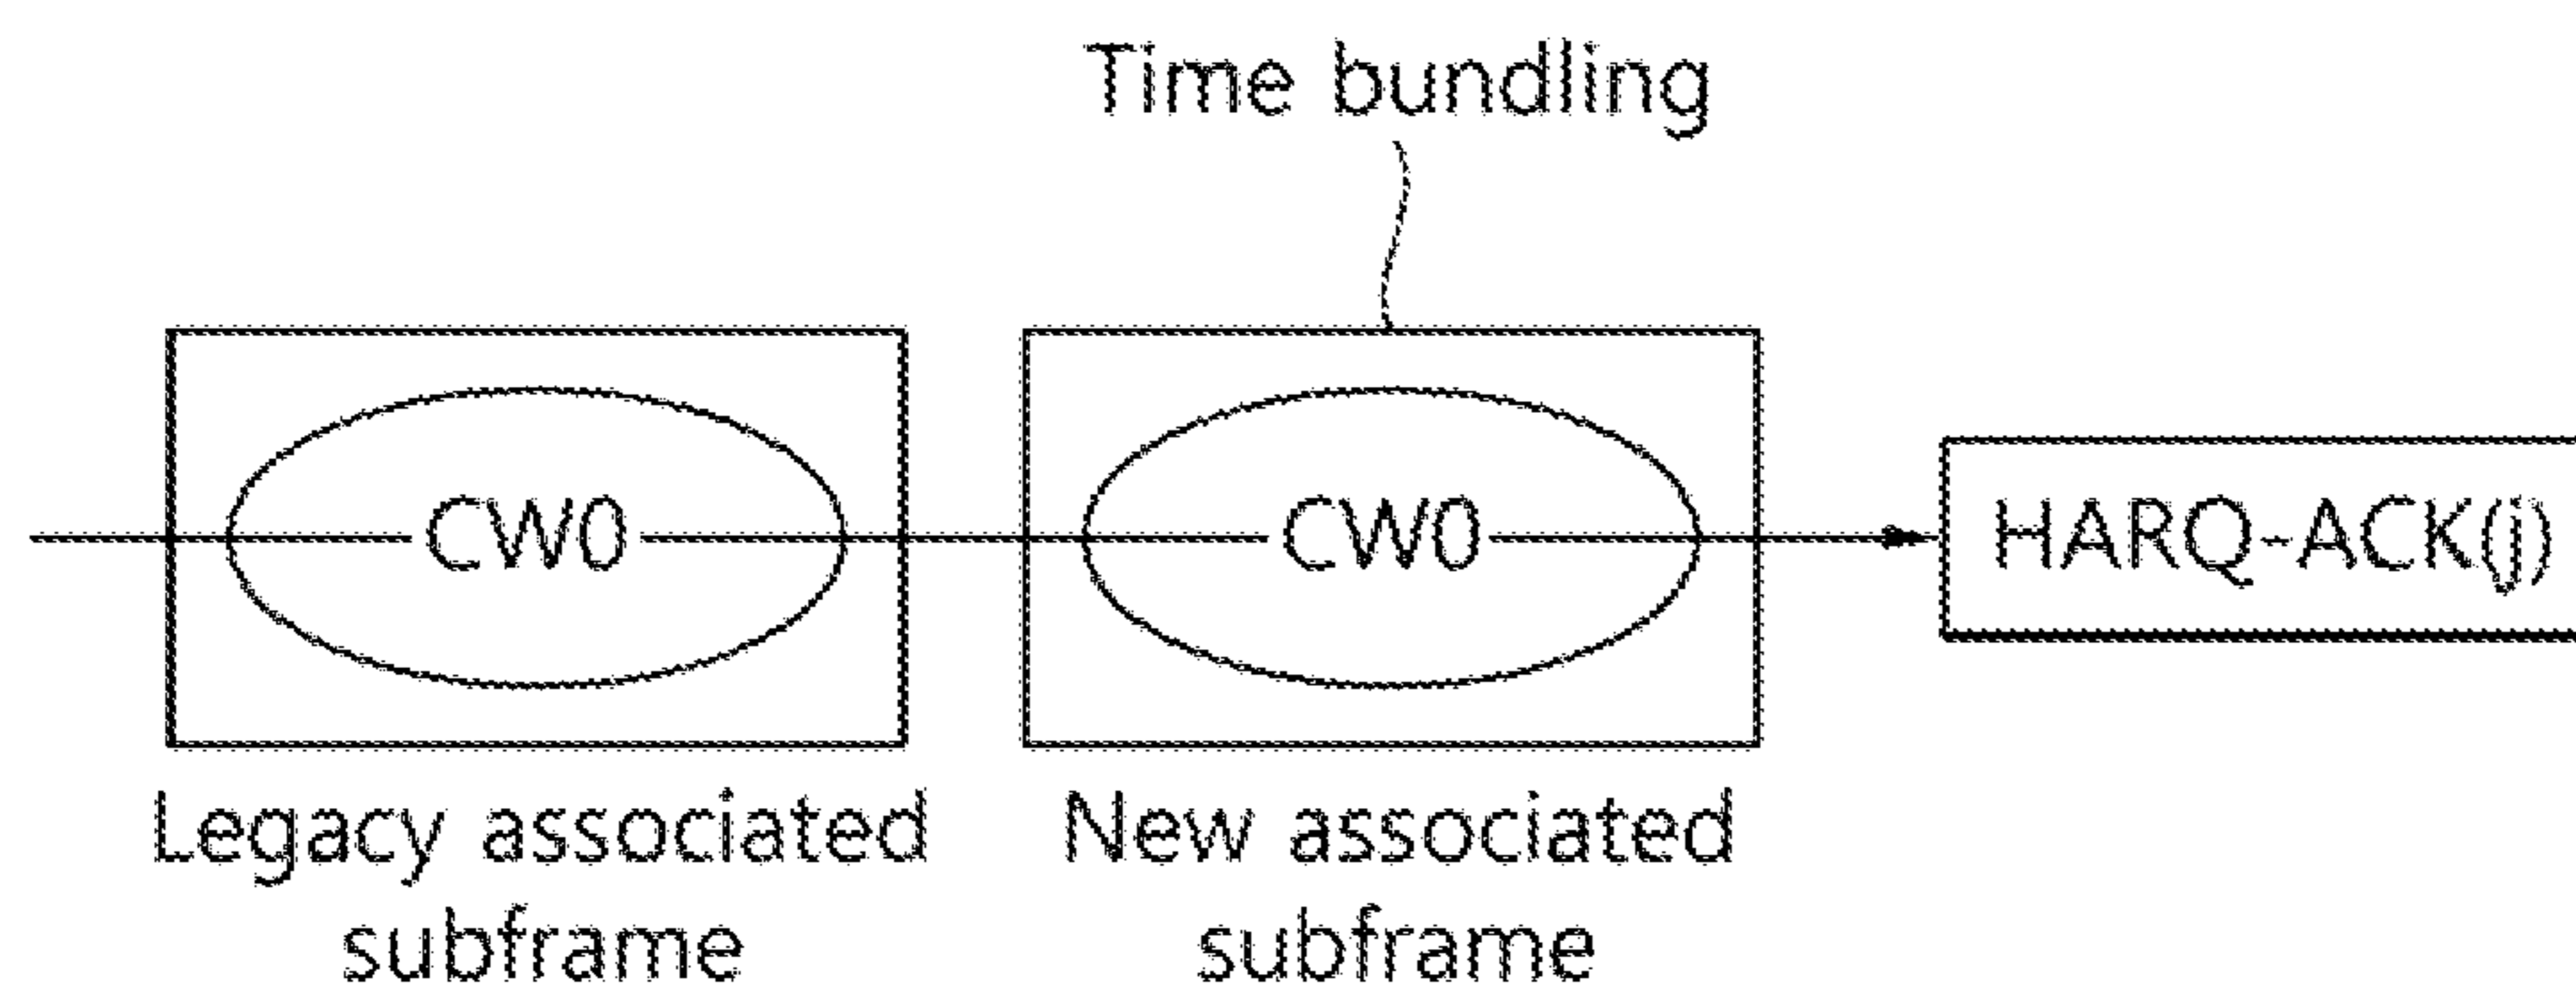 Time bundling
CW0
CW0
HARQ-ACK(j)
Legacy associated
subframe
New associated
subframe